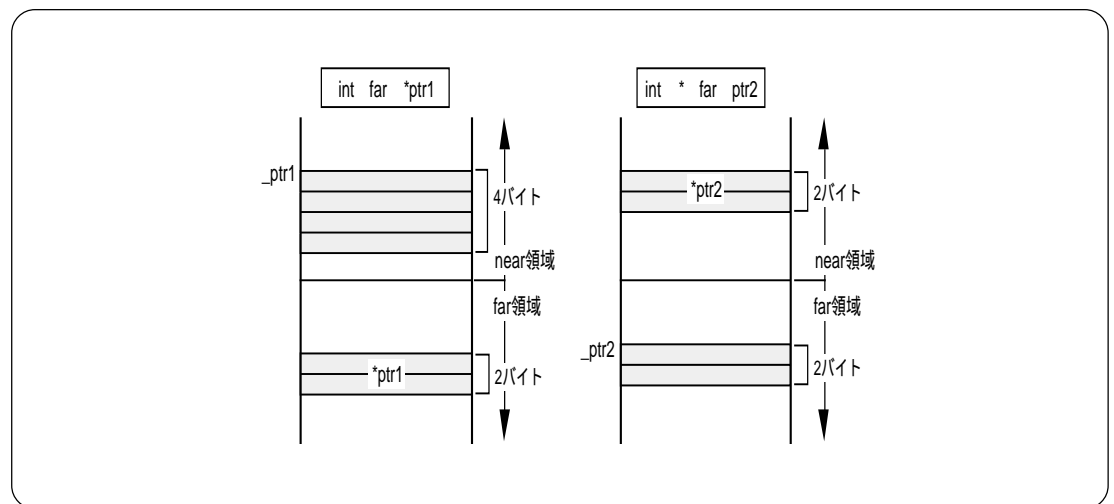 int far *ptr1
_ptr1
4バイト
near領域
far領域
*ptr1
2バイト
int * far ptr2
*ptr2
2バイト
near領域
far領域
_ptr2
2バイト